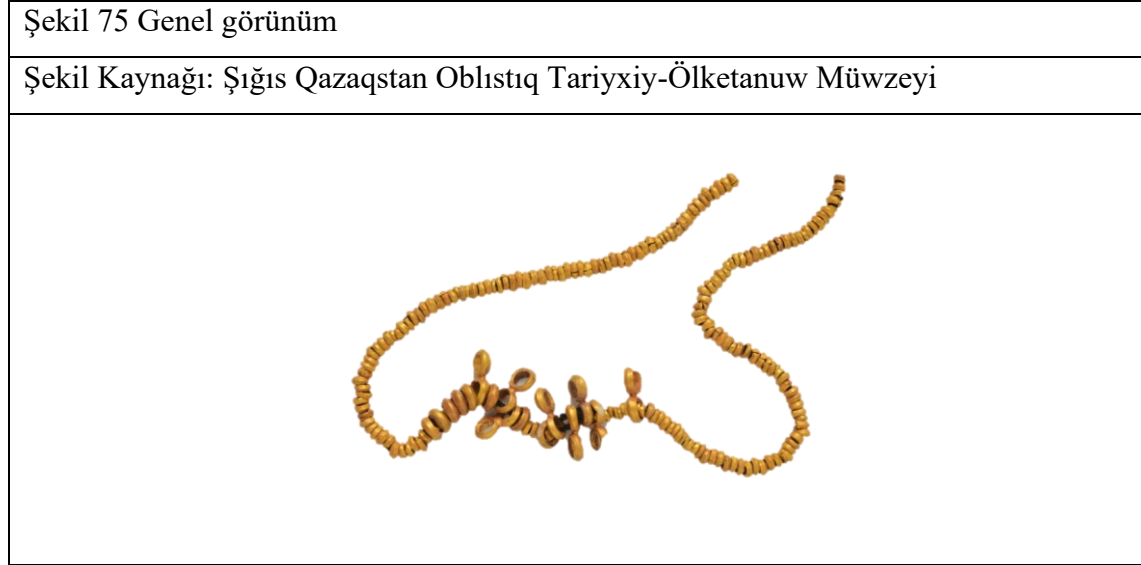 Şekil 75 Genel görünüm
Şekil Kaynağı: Şığıs Qazaqstan Oblıstıq Tariyxiy-Ölketanuw Müwzeyi